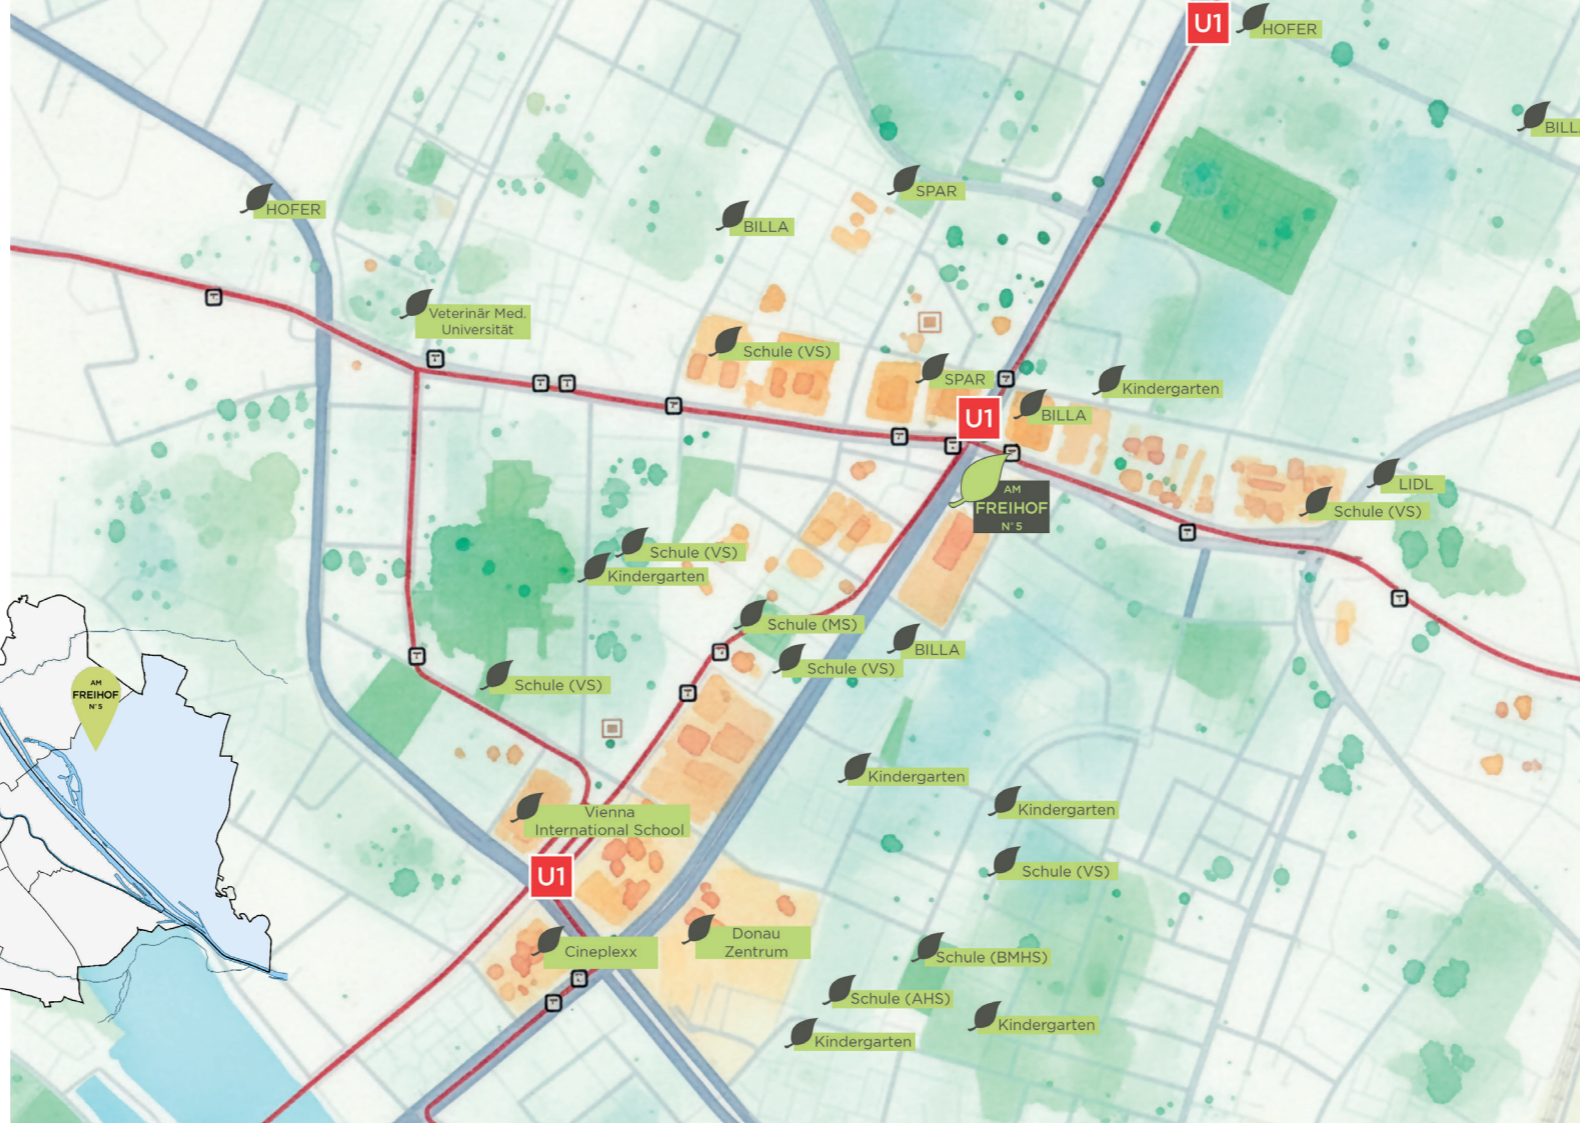 U1
HOFER
BILL
SPAR
HOFER
BILLA
Veterinär Med.
Universität
Schule (VS)
SPAR
Kindergarten
U1
BILLA
LIDL
AM
FREIHOF
N°5
Schule (VS)
Schule (VS)
Kindergarten
Schule (MS)
BILLA
Schule (VS)
Schule (VS)
AM
FREIHOF
N°5
Kindergarten
Kindergarten
Vienna
International School
Schule (VS)
U1
Donau
Zentrum
Cineplexx
Schule (BMHS)
Schule (AHS)
Kindergarten
Kindergarten